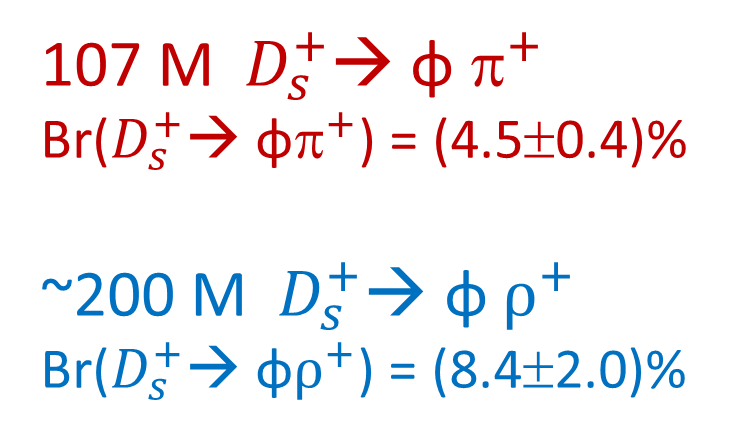 107 M D_s^+ → ϕ π^+
Br(D_s^+ → ϕπ^+) = (4.5±0.4)%
~200 M D_s^+ → ϕ ρ^+
Br(D_s^+ → ϕρ^+) = (8.4±2.0)%